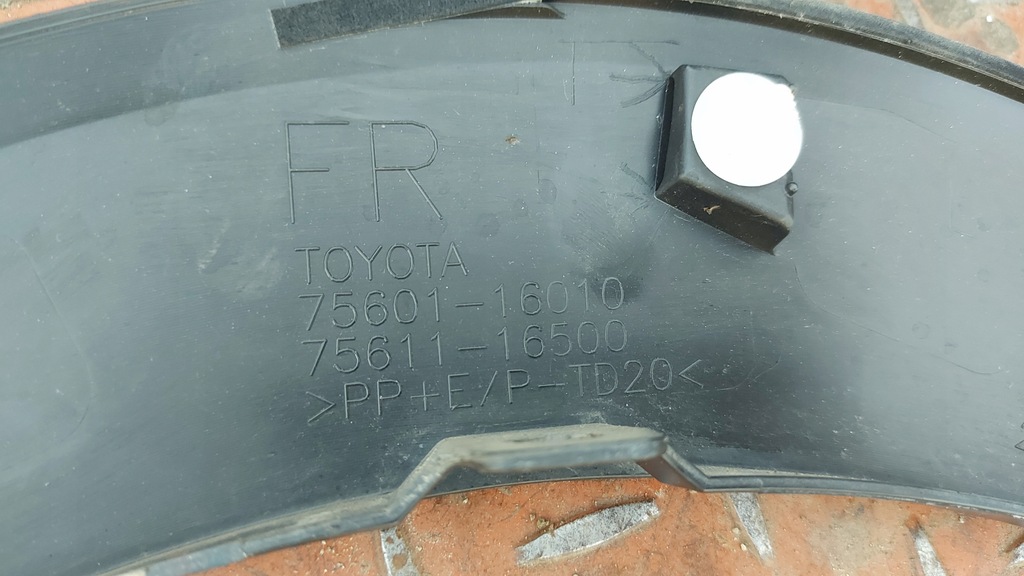 FR
TOYOTA
75601-16010
75611-16500
>PP+E/P-TD20<